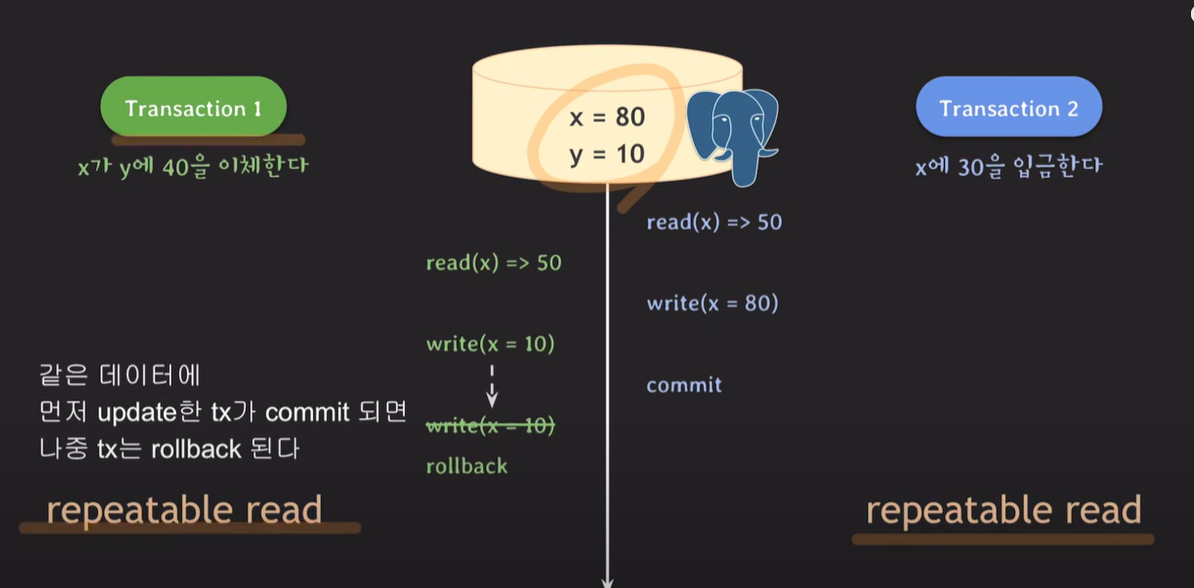 Transaction 1
x가 y에 40을 이체한다
x = 80
y = 10
Transaction 2
x에 30을 입금한다
read(x) => 50
read(x) => 50
write(x = 80)
write(x = 10)
commit
같은 데이터에
먼저 update한 tx가 commit 되면
나중 tx는 rollback 된다
write(x = 10)
rollback
repeatable read
repeatable read